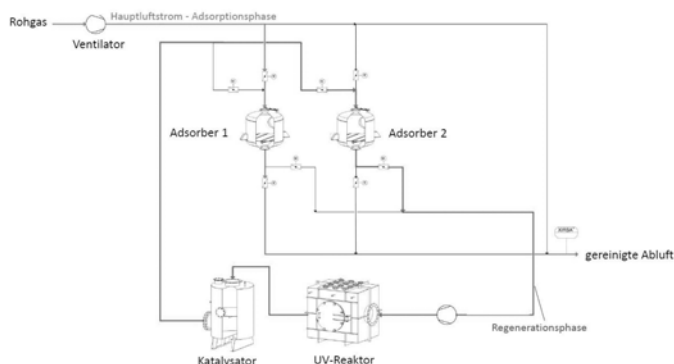 Rohgas
Hauptluftstrom - Adsorptionsphase
Ventilator
Adsorber 1
Adsorber 2
gereinigte Abluft
Regenerationsphase
Katalysator
UV-Reaktor